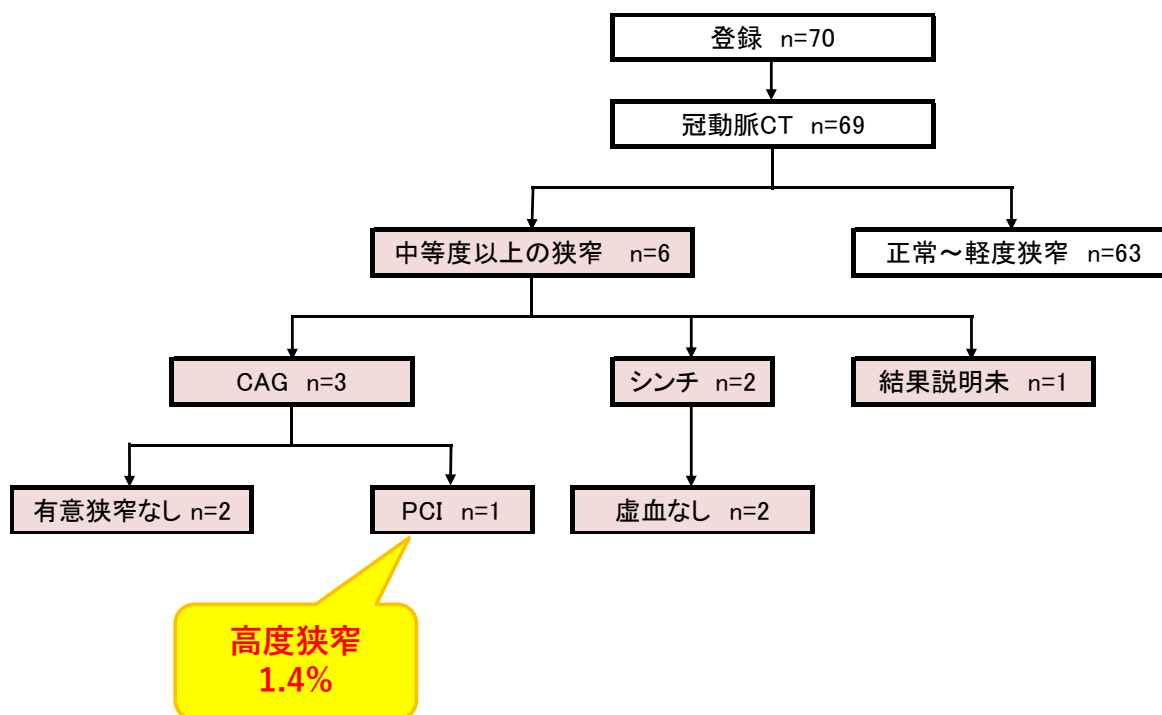 登録 n=70
冠動脈CT n=69
中等度以上の狭窄 n=6
正常～軽度狭窄 n=63
CAG n=3
シンチ n=2
結果説明未 n=1
有意狭窄なし n=2
PCI n=1
虚血なし n=2
高度狭窄
1.4%